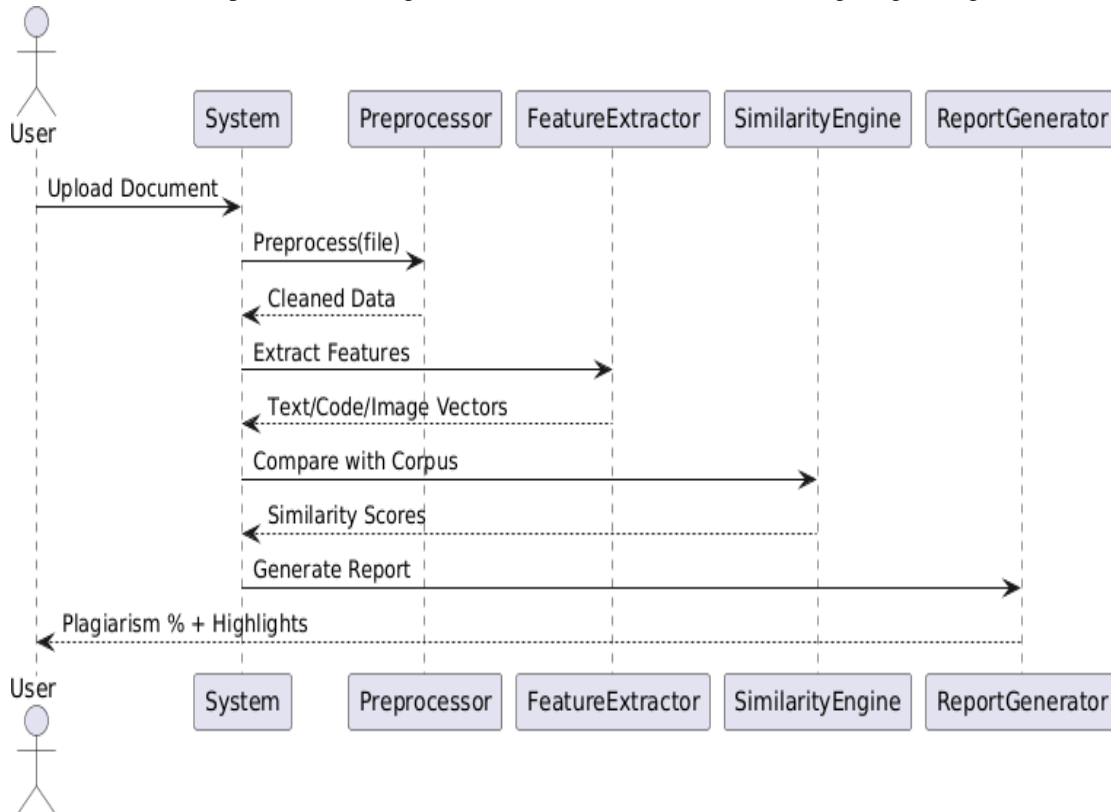 User
System
Preprocessor
FeatureExtractor
SimilarityEngine
ReportGenerator
Upload Document
Preprocess(file)
Cleaned Data
Extract Features
Text/Code/Image Vectors
Compare with Corpus
Similarity Scores
Generate Report
Plagiarism % + Highlights
User
System
Preprocessor
FeatureExtractor
SimilarityEngine
ReportGenerator